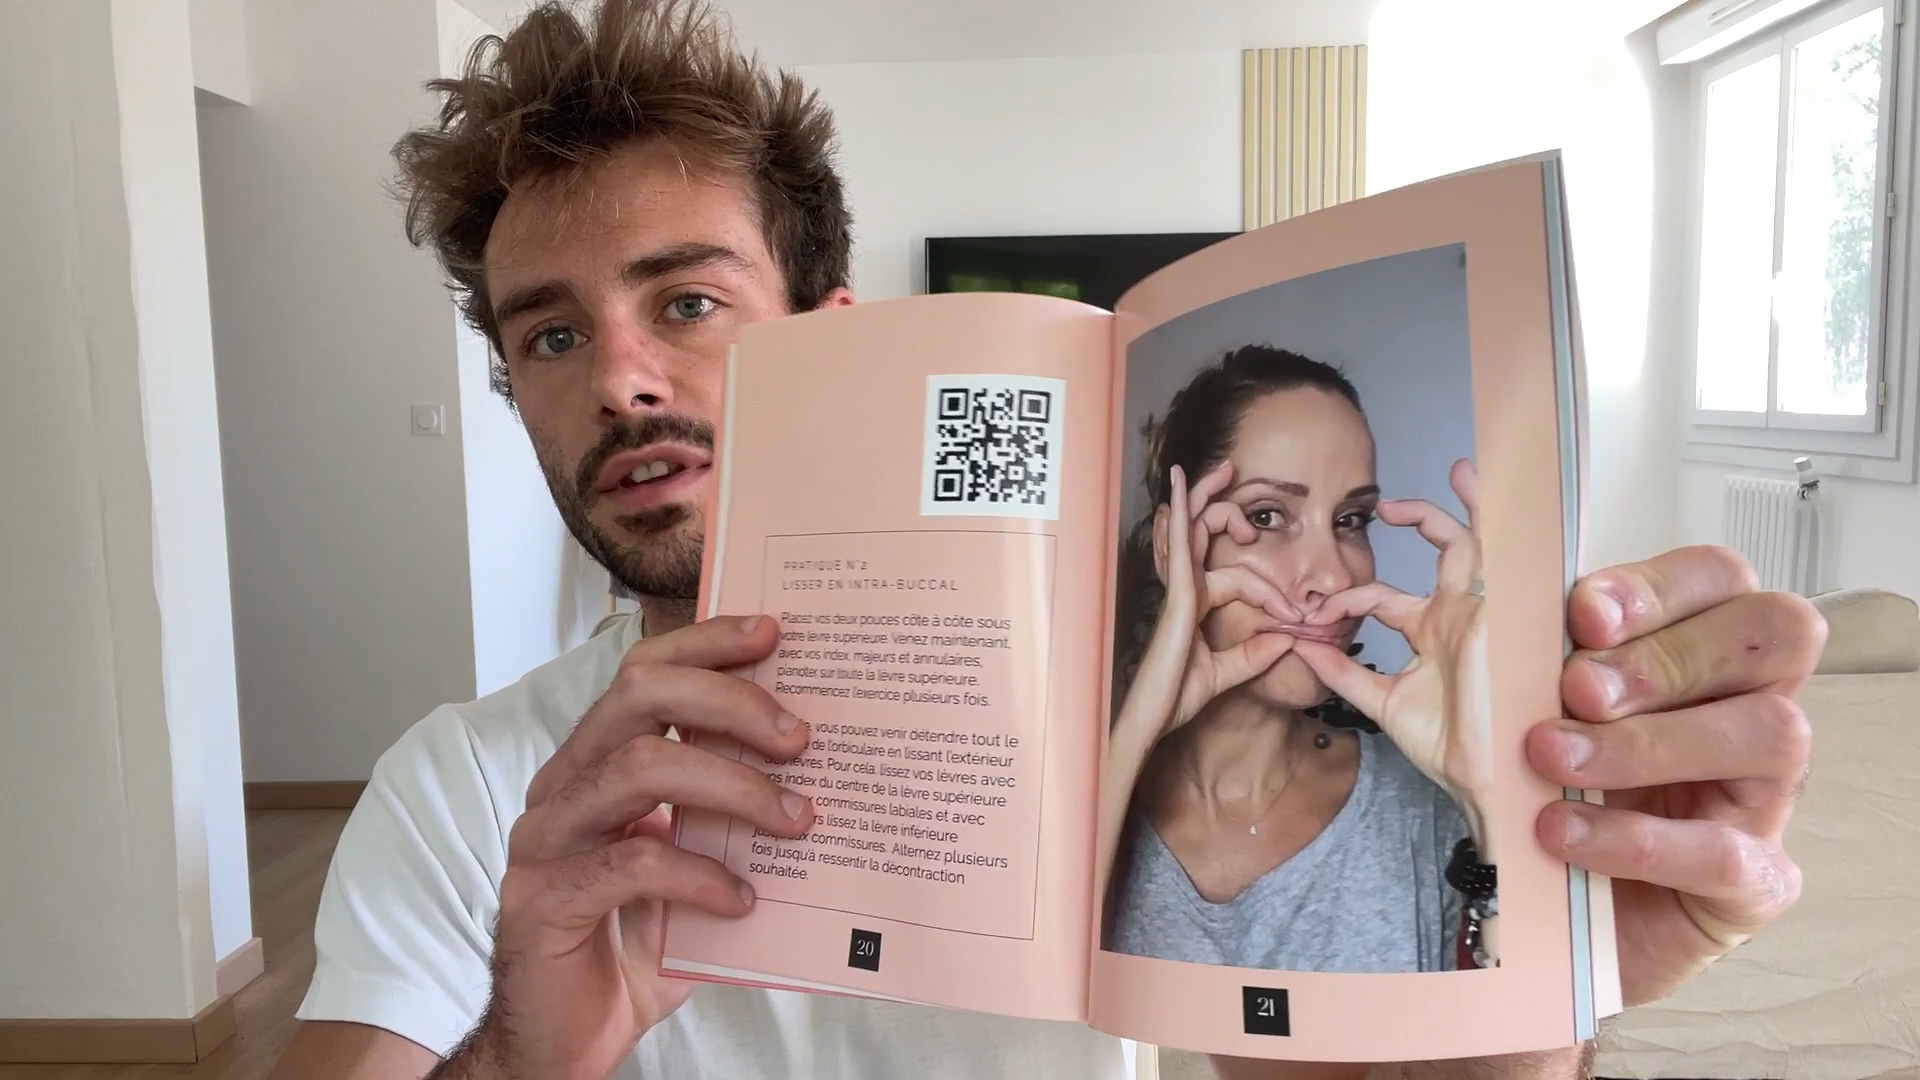 PRATIQUE N°2
LISSER EN INTRA-BUCCAL
Placez vos deux pouces côte à côte sous
votre lèvre supérieure. Venez maintenant,
avec vos index, majeurs et annulaires,
pianoter sur toute la lèvre supérieure.
Recommencez l'exercice plusieurs fois.
vous pouvez venir détendre tout le
de l'orbiculaire en lissant l'extérieur
lèvres. Pour cela, lissez vos lèvres avec
vos index du centre de la lèvre supérieure
commissures labiales et avec
lissez la lèvre inférieure
jusqu'aux commissures. Alternez plusieurs
fois jusqu'à ressentir la décontraction
souhaitée.
20
21